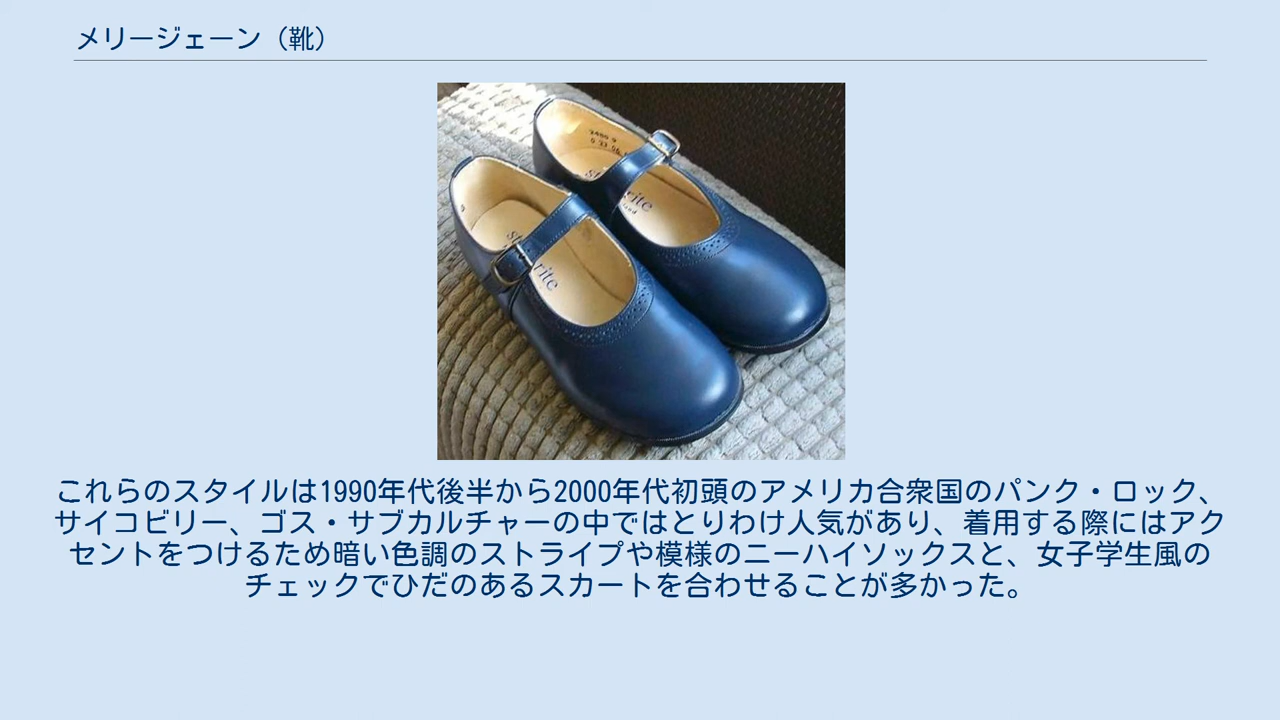 メリージェーン（靴）
これらのスタイルは1990年代後半から2000年代初頭のアメリカ合衆国のパンク・ロック、
サイコビリー、ゴス・サブカルチャーの中ではとりわけ人気があり、着用する際にはアク
セントをつけるため暗い色調のストライプや模様のニーハイソックスと、女子学生風の
チェックでひだのあるスカートを合わせることが多かった。